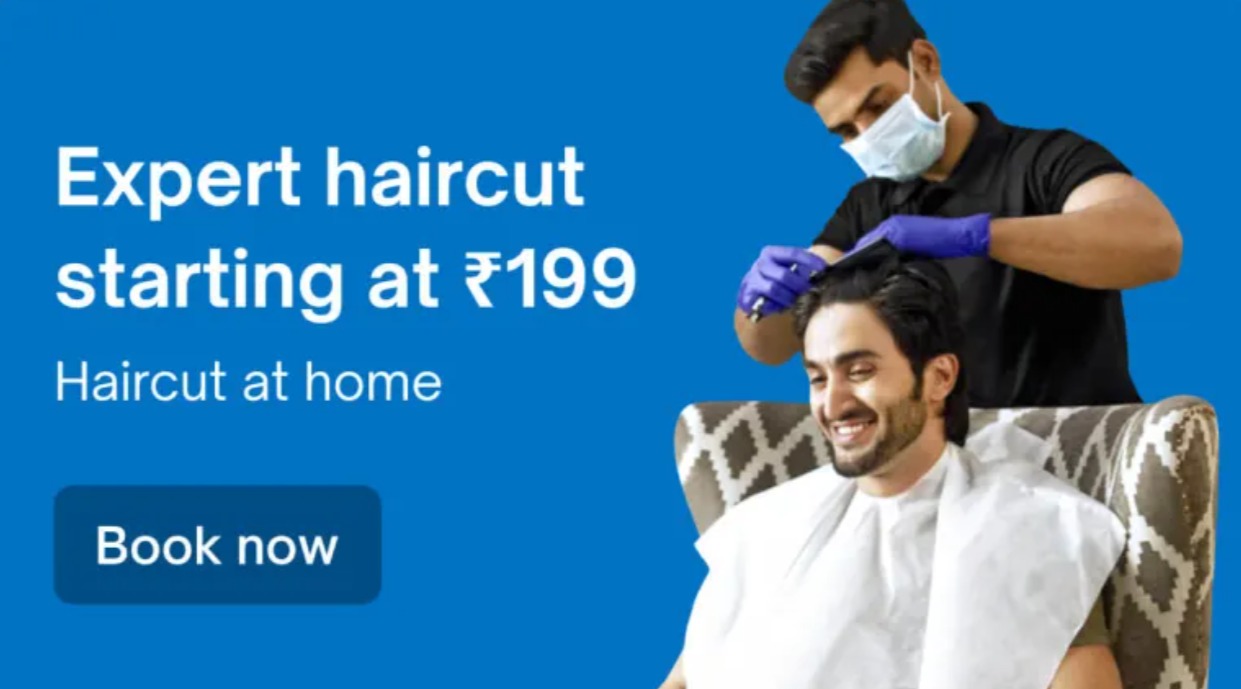 Expert haircut
starting at ₹199
Haircut at home
Book now